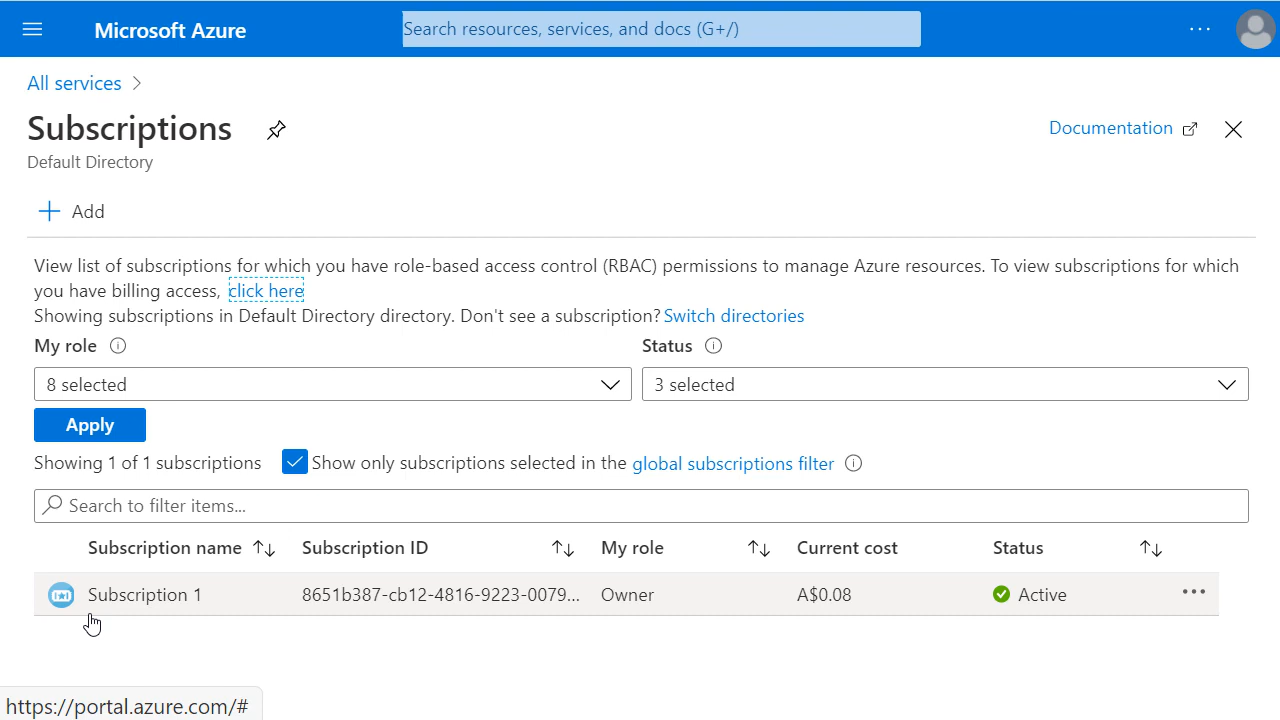 Microsoft Azure
Search resources, services, and docs (G+/)
All services
Subscriptions
Documentation
Default Directory
Add
View list of subscriptions for which you have role-based access control (RBAC) permissions to manage Azure resources. To view subscriptions for which
you have billing access, click here
Showing subscriptions in Default Directory directory. Don't see a subscription? Switch directories
My role
Status
8 selected
3 selected
Apply
Showing 1 of 1 subscriptions
Show only subscriptions selected in the global subscriptions filter
Search to filter items...
Subscription name
Subscription ID
My role
Current cost
Status
Subscription 1
8651b387-cb12-4816-9223-0079...
Owner
A$0.08
Active
https://portal.azure.com/#